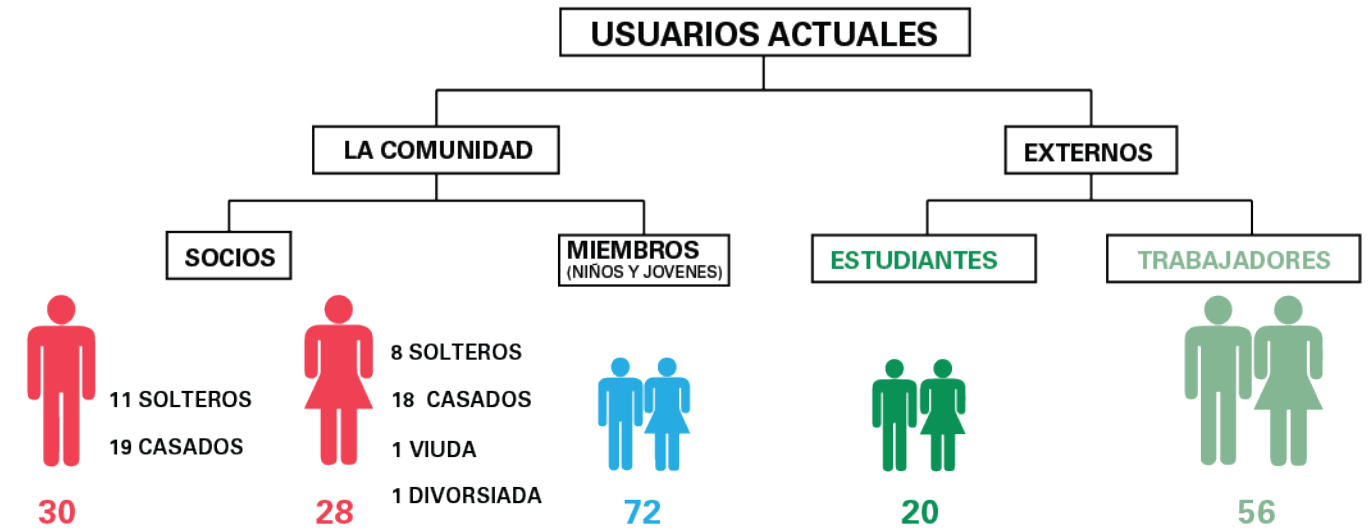 USUARIOS ACTUALES
LA COMUNIDAD
EXTERNOS
SOCIOS
MIEMBROS
(NIÑOS Y JOVENES)
ESTUDIANTES
TRABAJADORES
11 SOLTEROS
19 CASADOS
30
8 SOLTEROS
18 CASADOS
1 VIUDA
1 DIVORSIADA
28
72
20
56